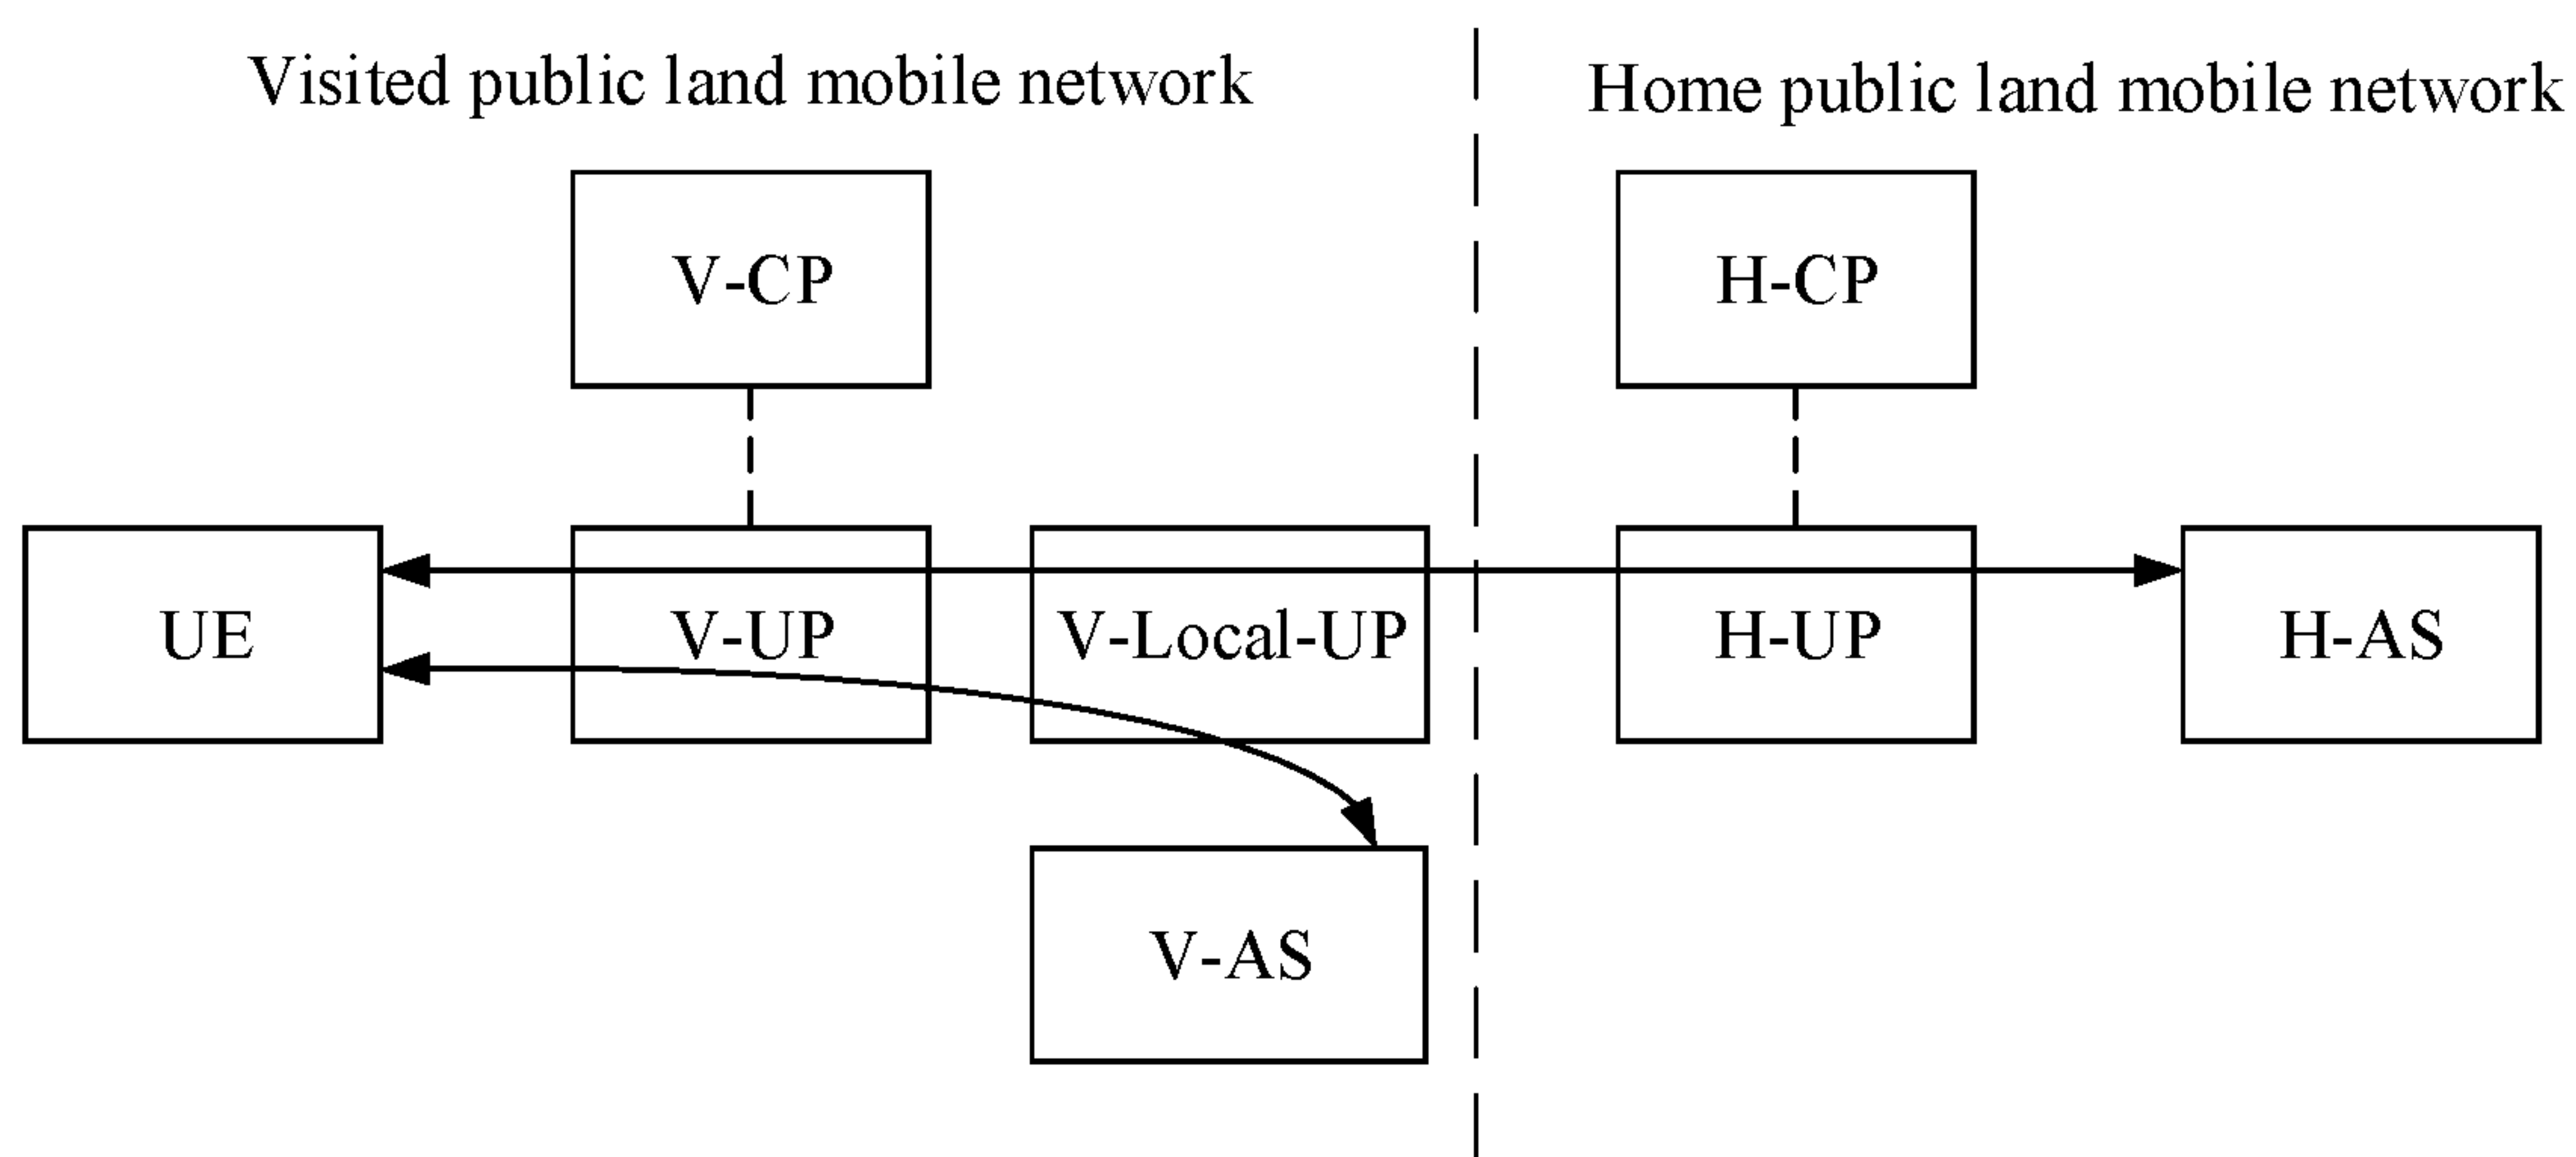 Visited public land mobile network
Home public land mobile network
V-CP
H-CP
UE
V-UP
V-Local-UP
H-UP
H-AS
V-AS